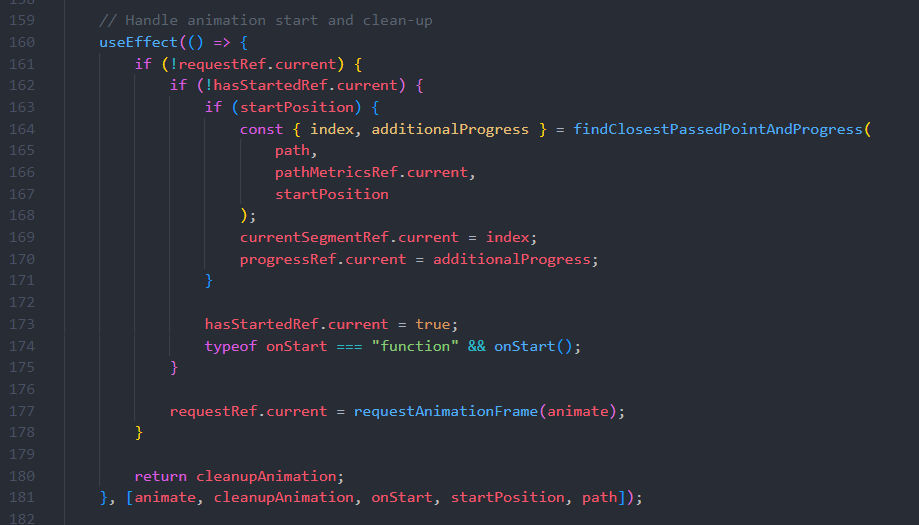 158
159 // Handle animation start and clean-up
160 useEffect(() => {
161 if (!requestRef.current) {
162 if (!hasStartedRef.current) {
163 if (startPosition) {
164 const { index, additionalProgress } = findClosestPassedPointAndProgress(
165 path,
166 pathMetricsRef.current,
167 startPosition
168 );
169 currentSegmentRef.current = index;
170 progressRef.current = additionalProgress;
171 }
172
173 hasStartedRef.current = true;
174 typeof onStart === "function" && onStart();
175 }
176
177 requestRef.current = requestAnimationFrame(animate);
178 }
179
180 return cleanupAnimation;
181 }, [animate, cleanupAnimation, onStart, startPosition, path]);
182